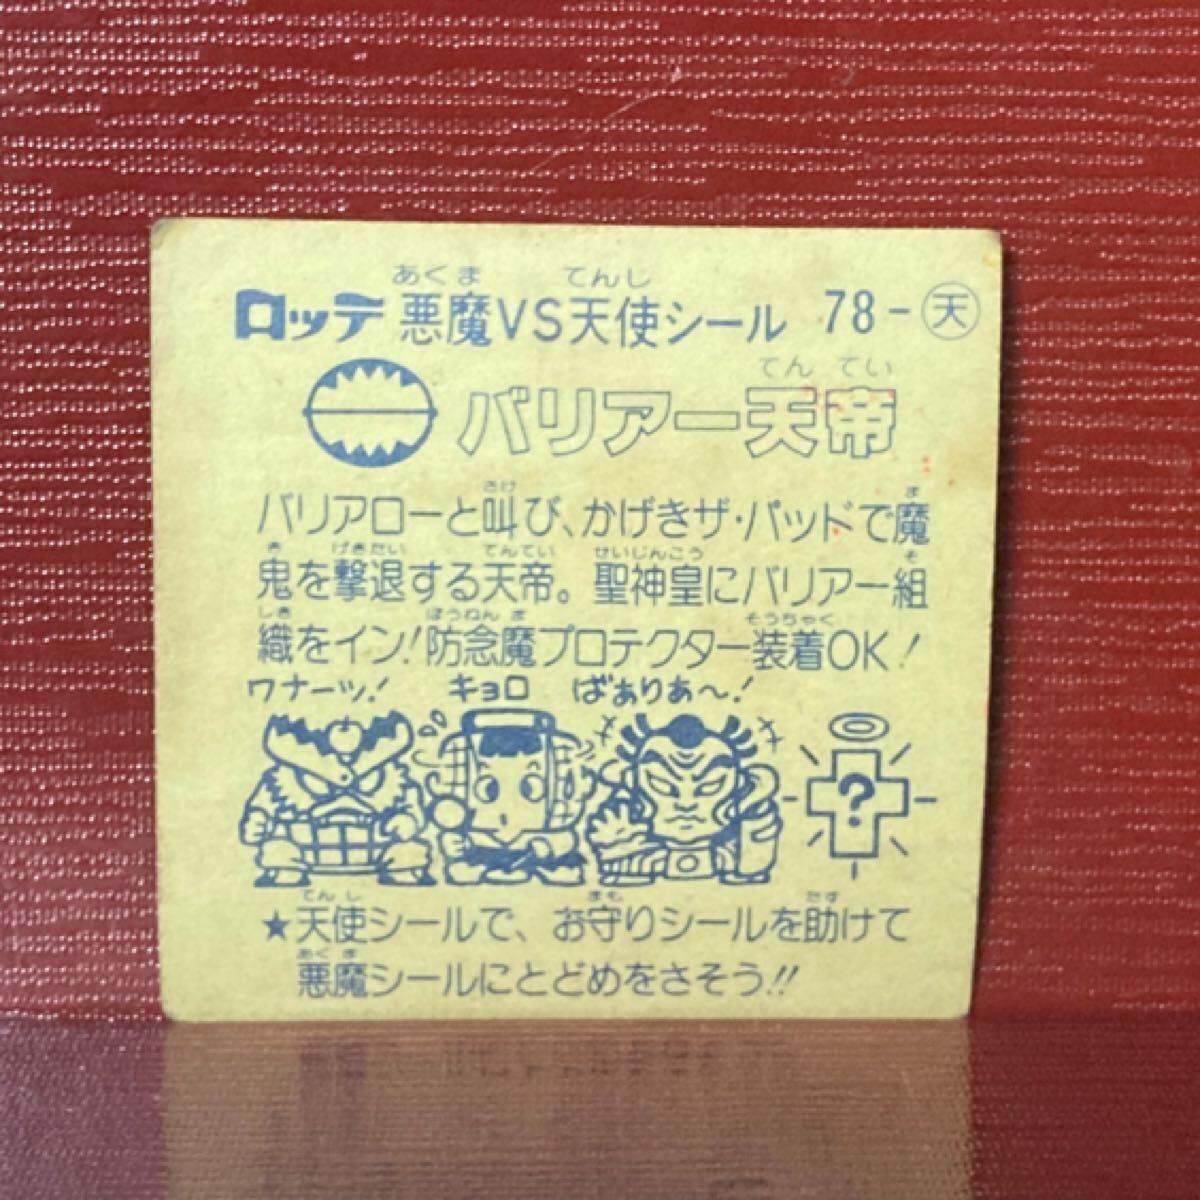 あくま てんし
ロッテ 悪魔VS天使シール 78-天
てん てい
バリアー天帝
さけ ま
バリアローと叫び、かげきザ・パッドで魔
き げきたい てんてい せいじんこう そ
鬼を撃退する天帝。聖神皇にバリアー組
しき ぼうねん ま そうちゃく
織をイン!防念魔プロテクター装着OK!
ワナーッ! キョロ ばぁりあ〜!
?
てん し まも たす
★天使シールで、お守りシールを助けて
あく ま
悪魔シールにとどめをさそう!!